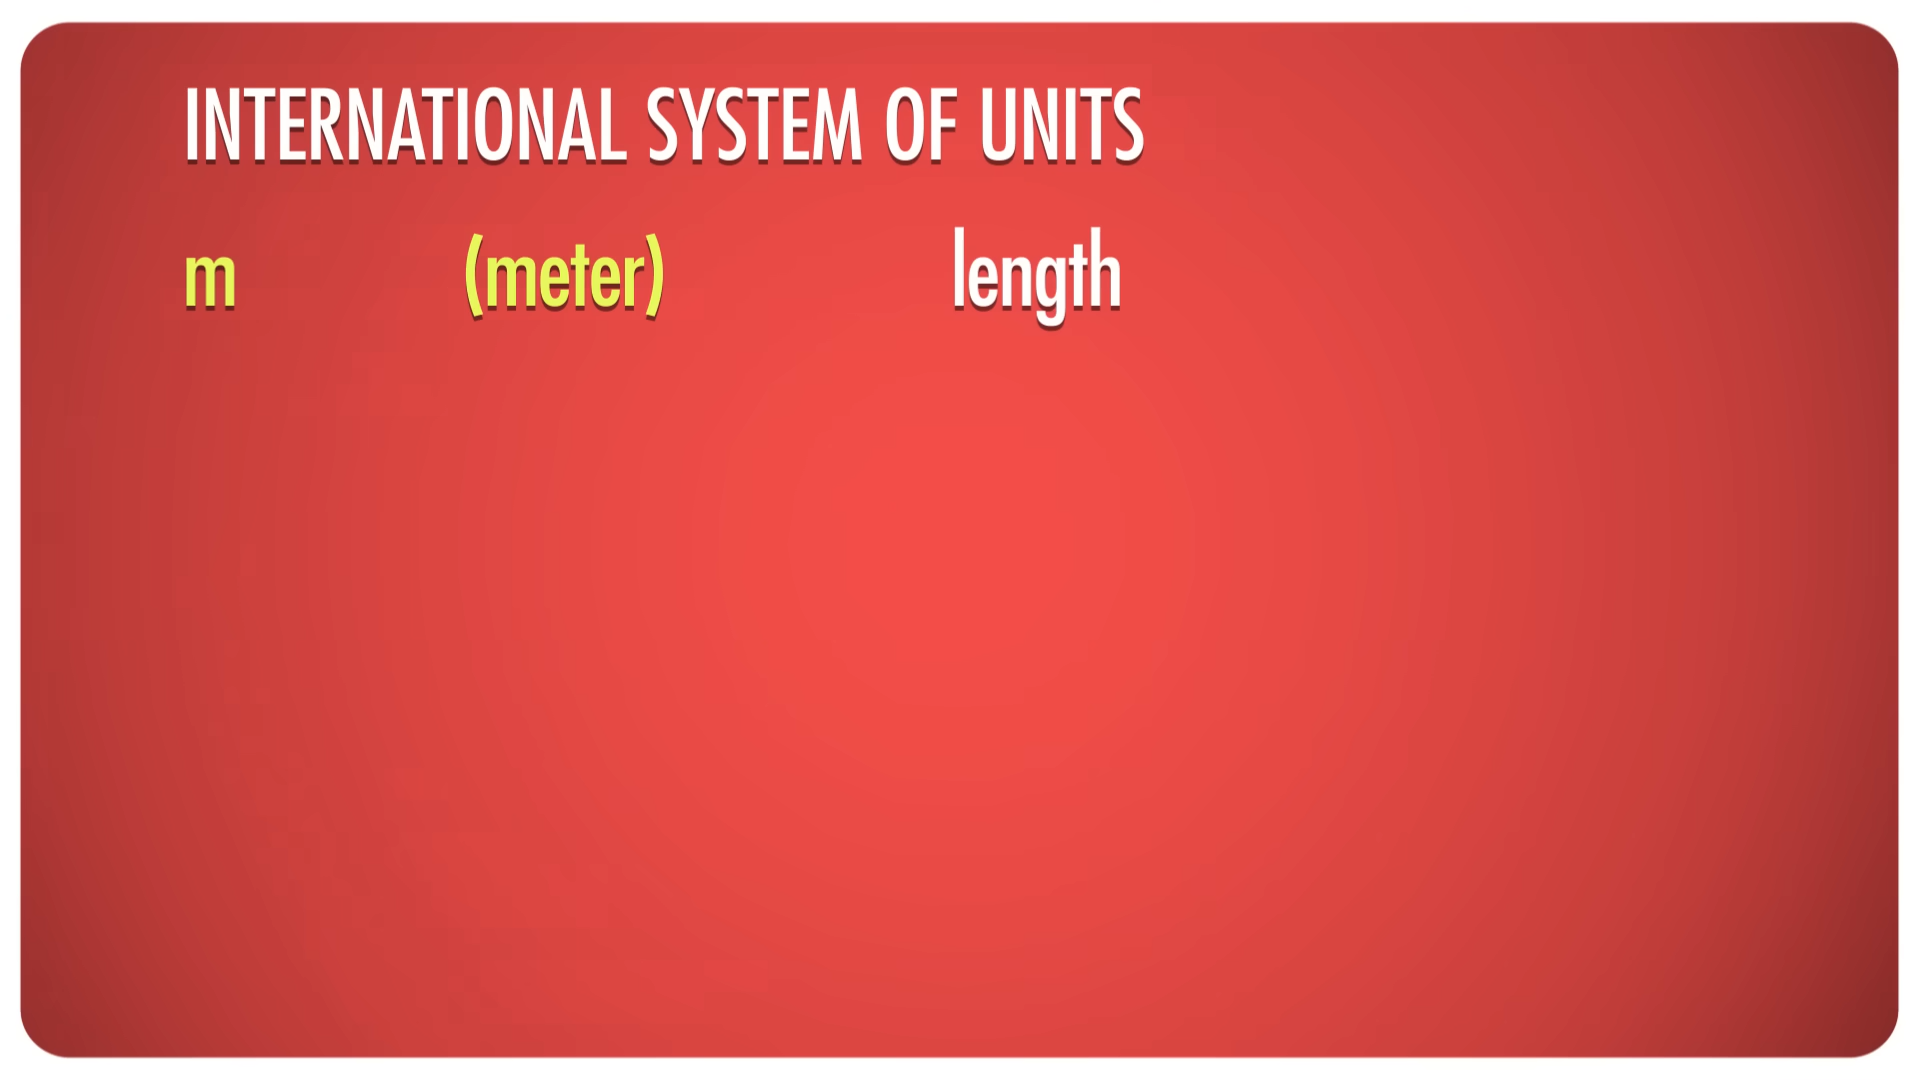 INTERNATIONAL SYSTEM OF UNITS
m (meter) length